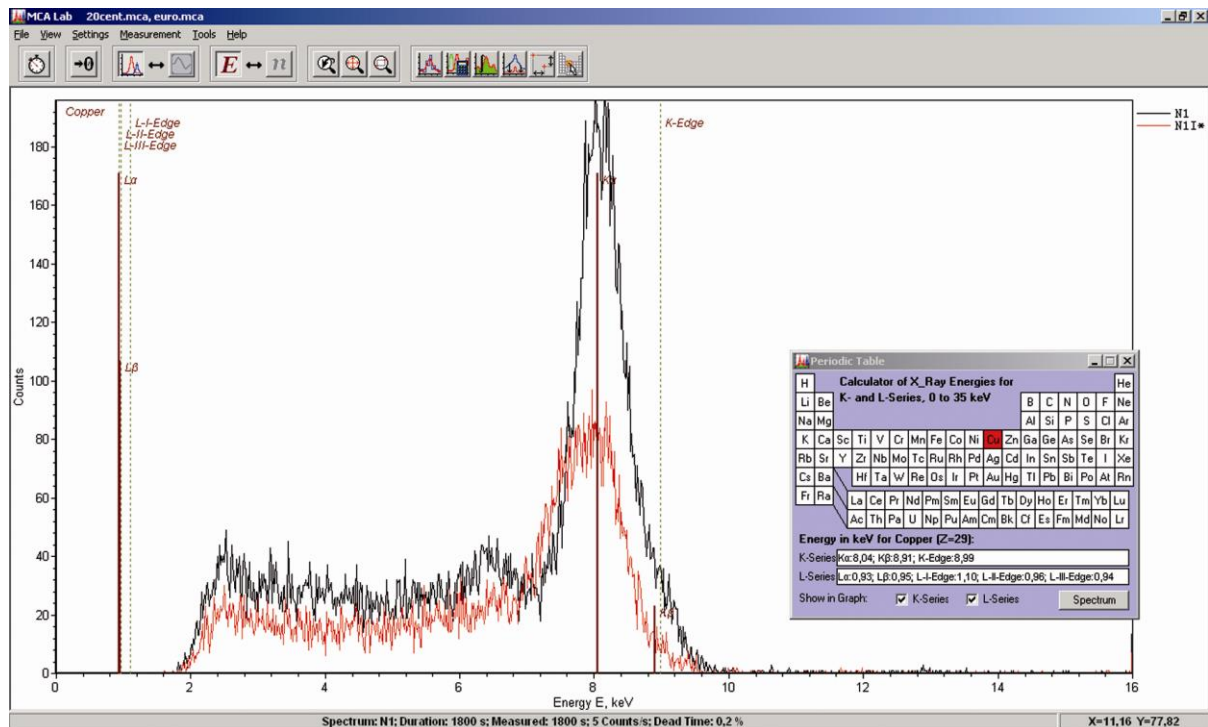 MCA Lab 20cent.mca, euro.mca
File View Settings Measurement Tools Help
→0 ↔ E ↔ n
Copper
L-I-Edge
L-II-Edge
L-III-Edge
K-Edge
Lα
Kα
Lβ
Kβ
N1
N1I*
180
160
140
120
100
80
60
40
20
0
Counts
0 2 4 6 8 10 12 14 16
Energy E, keV
Periodic Table
Calculator of X_Ray Energies for
K- and L-Series, 0 to 35 keV
H He
Li Be B C N O F Ne
Na Mg Al Si P S Cl Ar
K Ca Sc Ti V Cr Mn Fe Co Ni Cu Zn Ga Ge As Se Br Kr
Rb Sr Y Zr Nb Mo Tc Ru Rh Pd Ag Cd In Sn Sb Te I Xe
Cs Ba Hf Ta W Re Os Ir Pt Au Hg Tl Pb Bi Po At Rn
Fr Ra
La Ce Pr Nd Pm Sm Eu Gd Tb Dy Ho Er Tm Yb Lu
Ac Th Pa U Np Pu Am Cm Bk Cf Es Fm Md No Lr
Energy in keV for Copper (Z=29):
K-Series Kα:8,04; Kβ:8,91; K-Edge:8,99
L-Series Lα:0,93; Lβ:0,95; L-I-Edge:1,10; L-II-Edge:0,96; L-III-Edge:0,94
Show in Graph: K-Series L-Series Spectrum
Spectrum: N1; Duration: 1800 s; Measured: 1800 s; 5 Counts/s; Dead Time: 0,2 %
X=11,16 Y=77,82